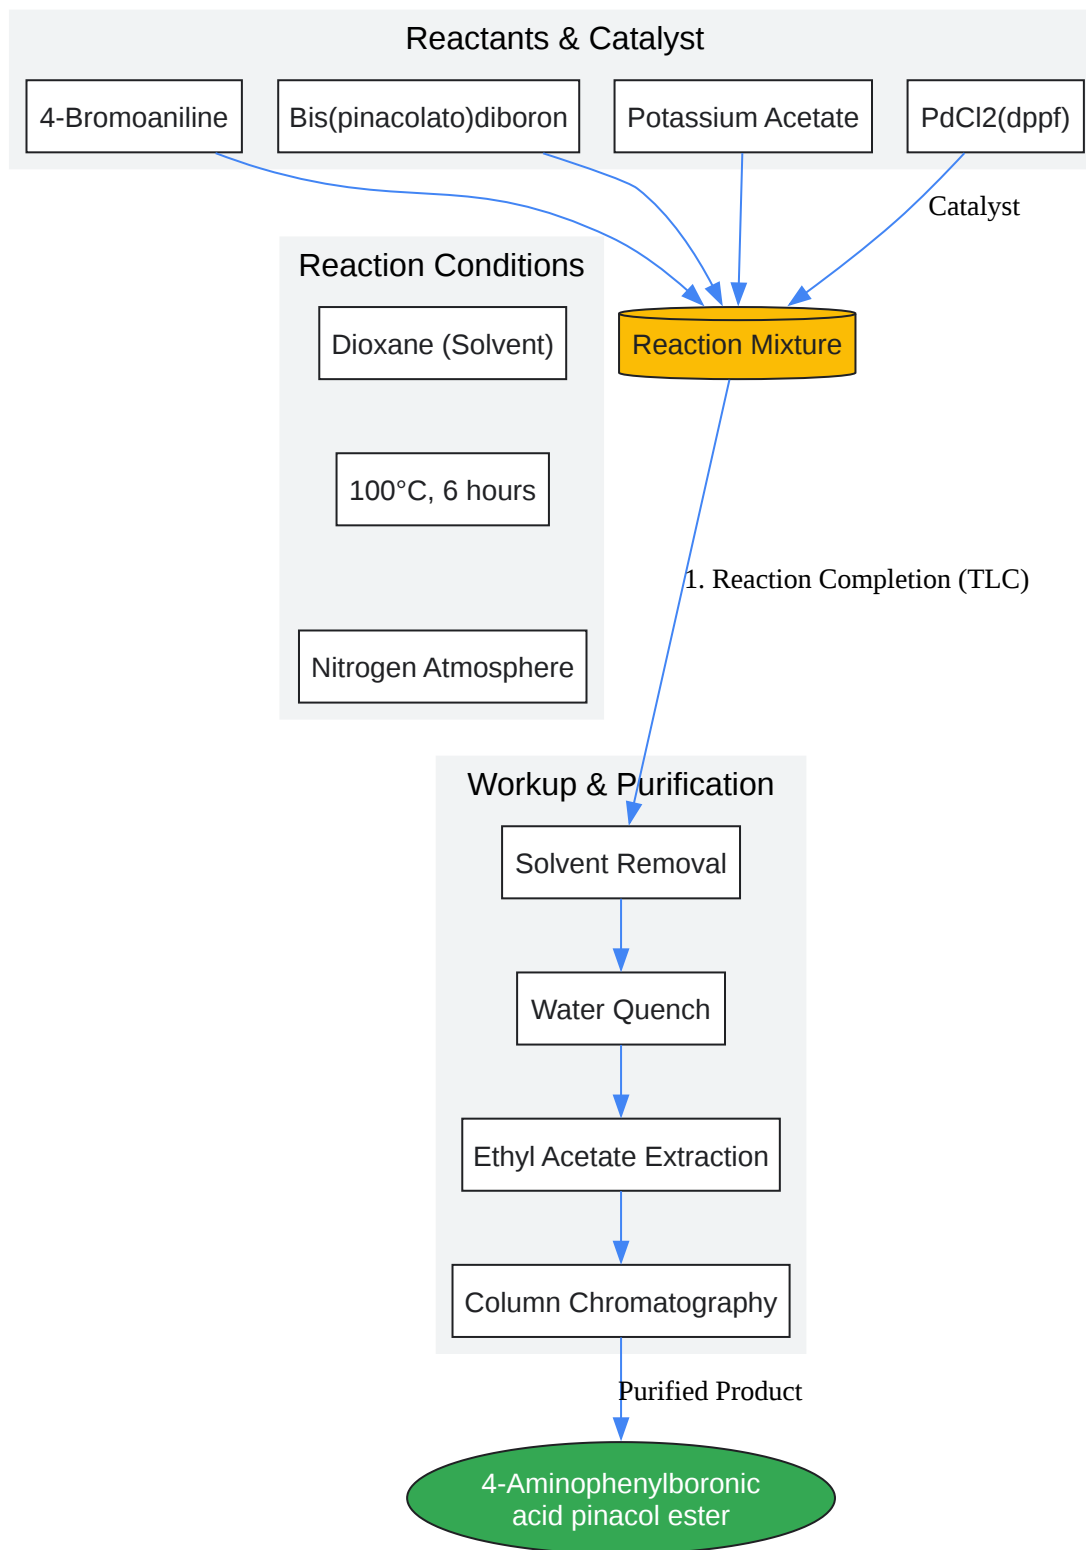 Reactants & Catalyst
4-Bromoaniline
Bis(pinacolato)diboron
Potassium Acetate
PdCl2(dppf)
Catalyst
Reaction Conditions
Dioxane (Solvent)
Reaction Mixture
100°C, 6 hours
1. Reaction Completion (TLC)
Nitrogen Atmosphere
Workup & Purification
Solvent Removal
Water Quench
Ethyl Acetate Extraction
Column Chromatography
Purified Product
4-Aminophenylboronic
acid pinacol ester